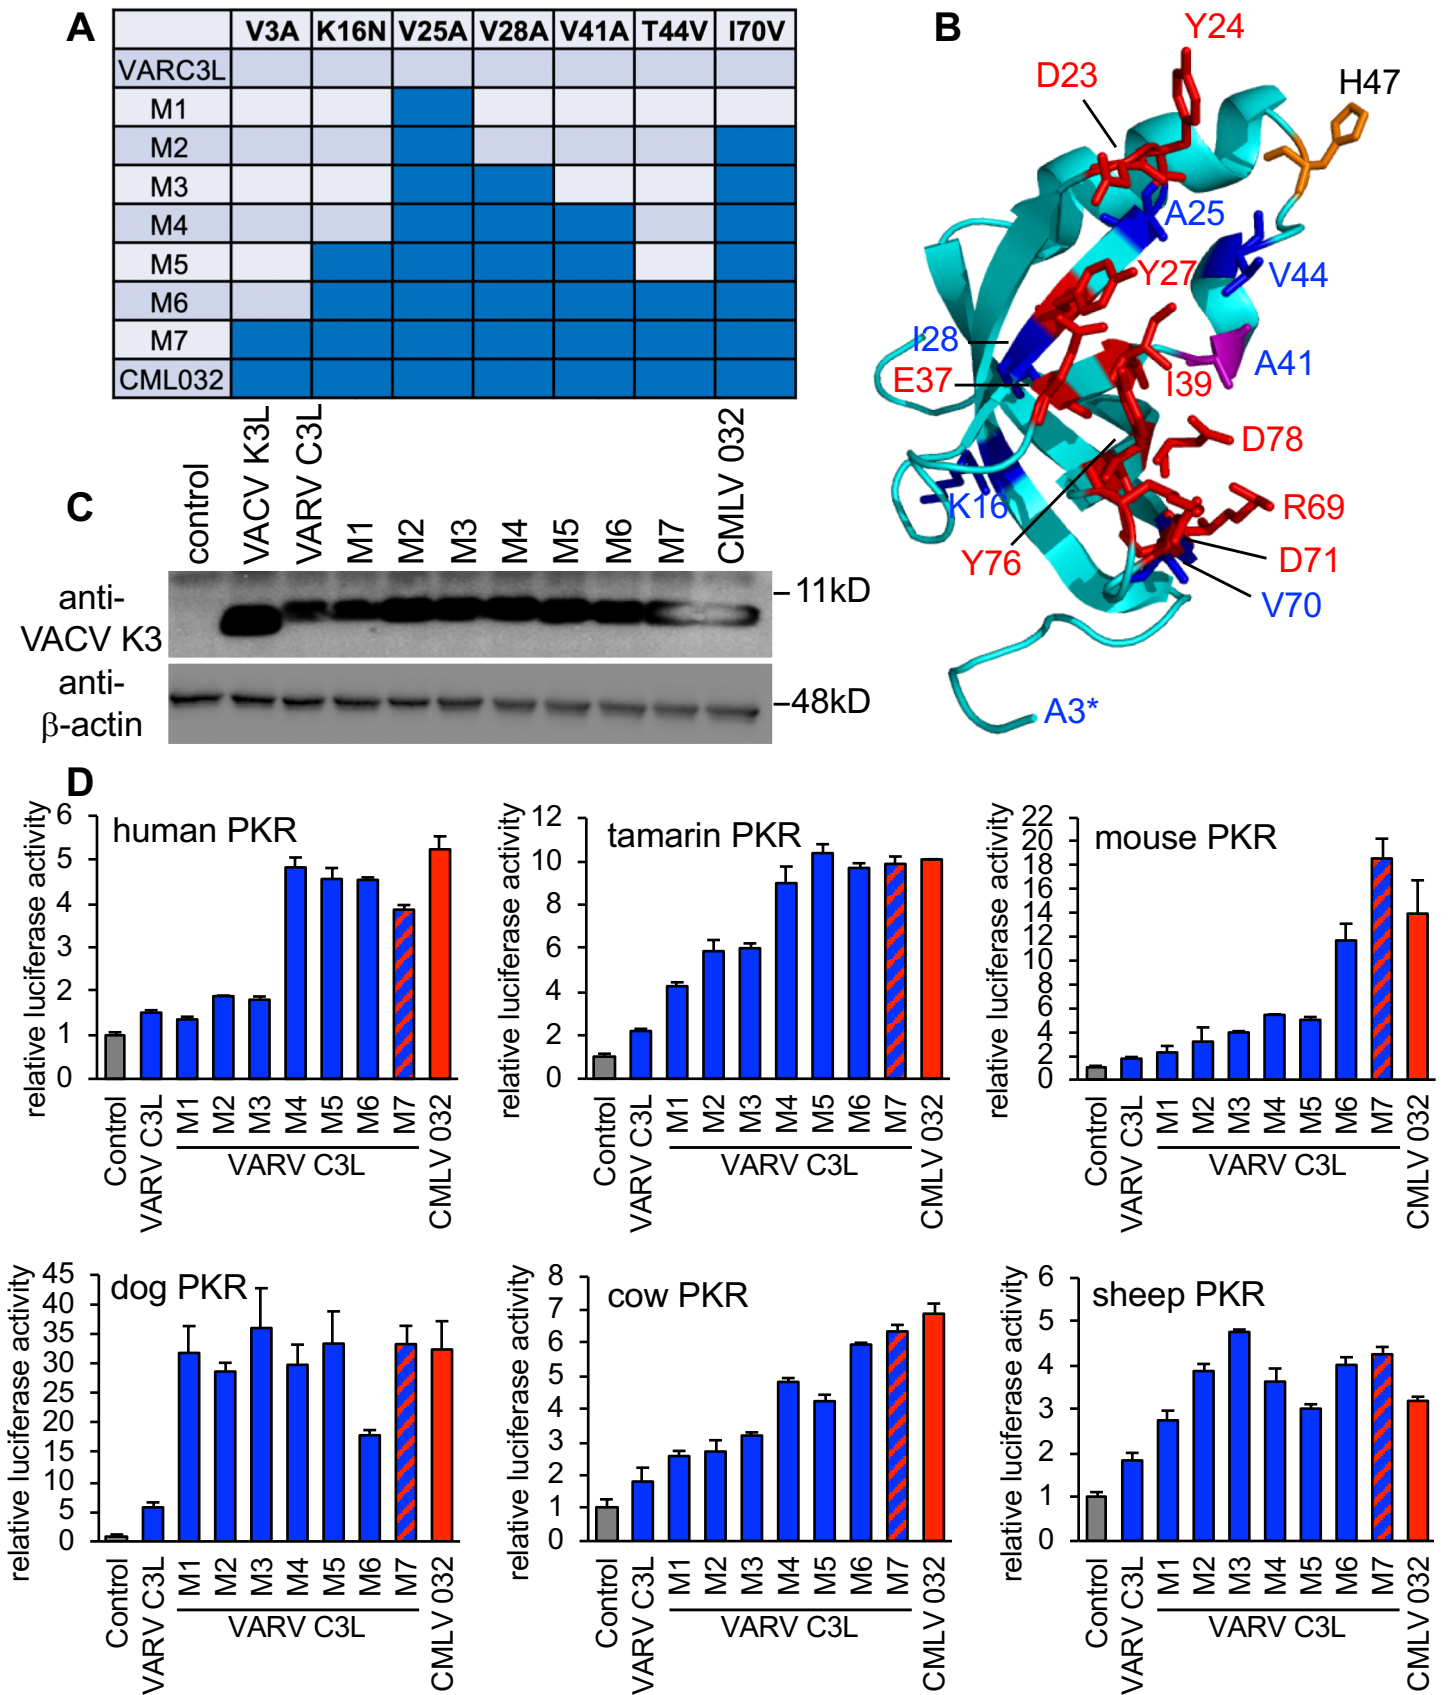 A
V3A K16N V25A V28A V41A T44V I70V
VARC3L
M1
M2
M3
M4
M5
M6
M7
CML032
B
Y24
D23
H47
A25
Y27
V44
I28
E37
I39
A41
D78
K16
R69
Y76
D71
V70
A3*
C
control VACV K3L VARV C3L M1 M2 M3 M4 M5 M6 M7 CMLV 032
anti-
VACV K3
–11kD
anti-
β-actin
–48kD
D
human PKR
relative luciferase activity
6
5
4
3
2
1
0
Control VARV C3L M1 M2 M3 M4 M5 M6 M7 CMLV 032
VARV C3L
tamarin PKR
relative luciferase activity
12
10
8
6
4
2
0
Control VARV C3L M1 M2 M3 M4 M5 M6 M7 CMLV 032
VARV C3L
mouse PKR
relative luciferase activity
22
20
18
16
14
12
10
8
6
4
2
0
Control VARV C3L M1 M2 M3 M4 M5 M6 M7 CMLV 032
VARV C3L
dog PKR
relative luciferase activity
45
40
35
30
25
20
15
10
5
0
Control VARV C3L M1 M2 M3 M4 M5 M6 M7 CMLV 032
VARV C3L
cow PKR
relative luciferase activity
8
7
6
5
4
3
2
1
0
Control VARV C3L M1 M2 M3 M4 M5 M6 M7 CMLV 032
VARV C3L
sheep PKR
relative luciferase activity
6
5
4
3
2
1
0
Control VARV C3L M1 M2 M3 M4 M5 M6 M7 CMLV 032
VARV C3L